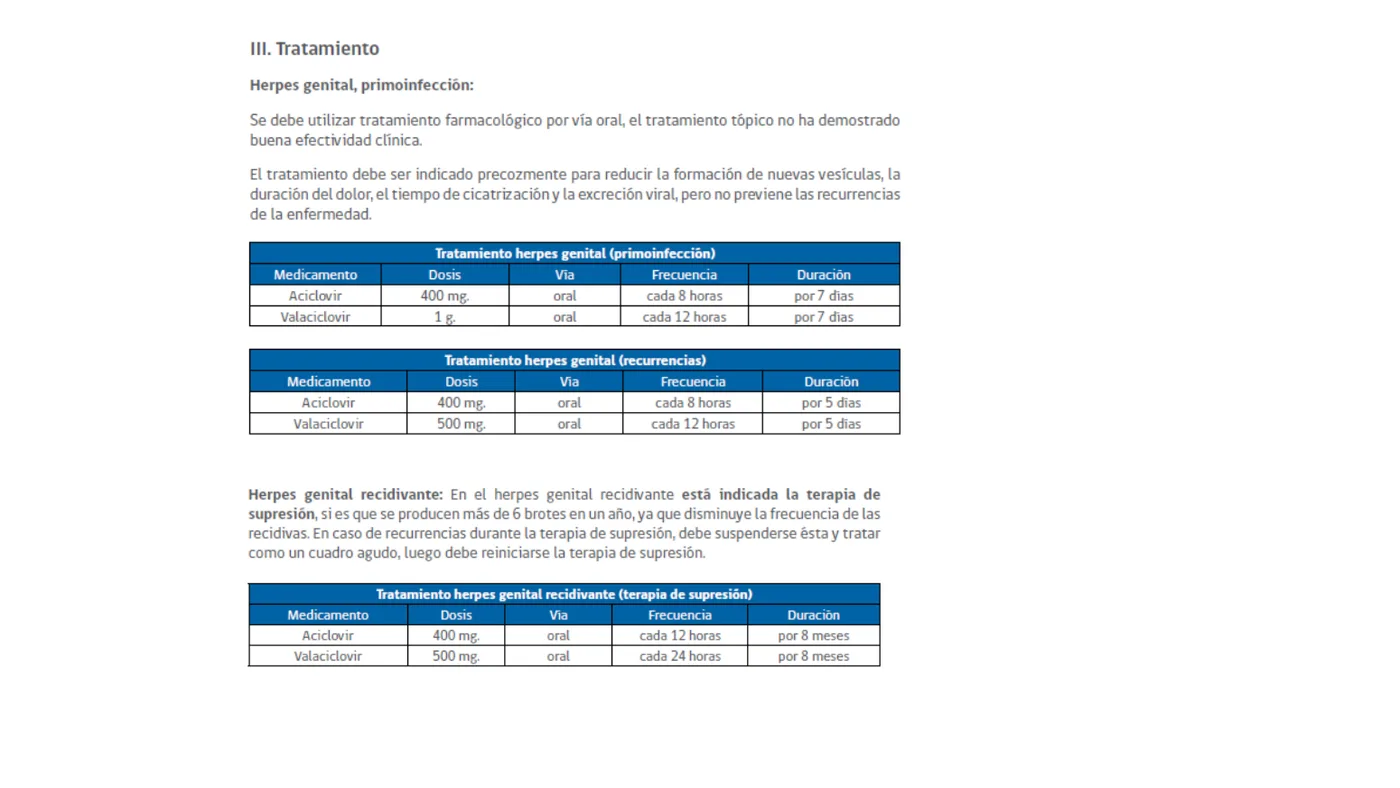 III. Tratamiento
Herpes genital, primoinfección:
Se debe utilizar tratamiento farmacológico por vía oral, el tratamiento tópico no ha demostrado
buena efectividad clínica.
El tratamiento debe ser indicado precozmente para reducir la formación de nuevas vesículas, la
duración del dolor, el tiempo de cicatrización y la excreción viral, pero no previene las recurrencias
de la enfermedad.
Tratamiento herpes genital (primoinfección)
Medicamento Dosis Vía Frecuencia Duración
Aciclovir 400 mg. oral cada 8 horas por 7 días
Valaciclovir 1 g. oral cada 12 horas por 7 días
Tratamiento herpes genital (recurrencias)
Medicamento Dosis Vía Frecuencia Duración
Aciclovir 400 mg. oral cada 8 horas por 5 días
Valaciclovir 500 mg. oral cada 12 horas por 5 días
Herpes genital recidivante: En el herpes genital recidivante está indicada la terapia de
supresión, si es que se producen más de 6 brotes en un año, ya que disminuye la frecuencia de las
recidivas. En caso de recurrencias durante la terapia de supresión, debe suspenderse ésta y tratar
como un cuadro agudo, luego debe reiniciarse la terapia de supresión.
Tratamiento herpes genital recidivante (terapia de supresión)
Medicamento Dosis Vía Frecuencia Duración
Aciclovir 400 mg. oral cada 12 horas por 8 meses
Valaciclovir 500 mg. oral cada 24 horas por 8 meses